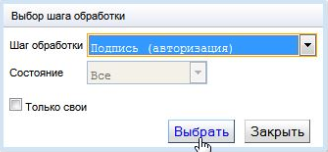 Выбор шага обработки
Шаг обработки Подпись (авторизация)
Состояние Все
Только свои
Выбрать Закрыть